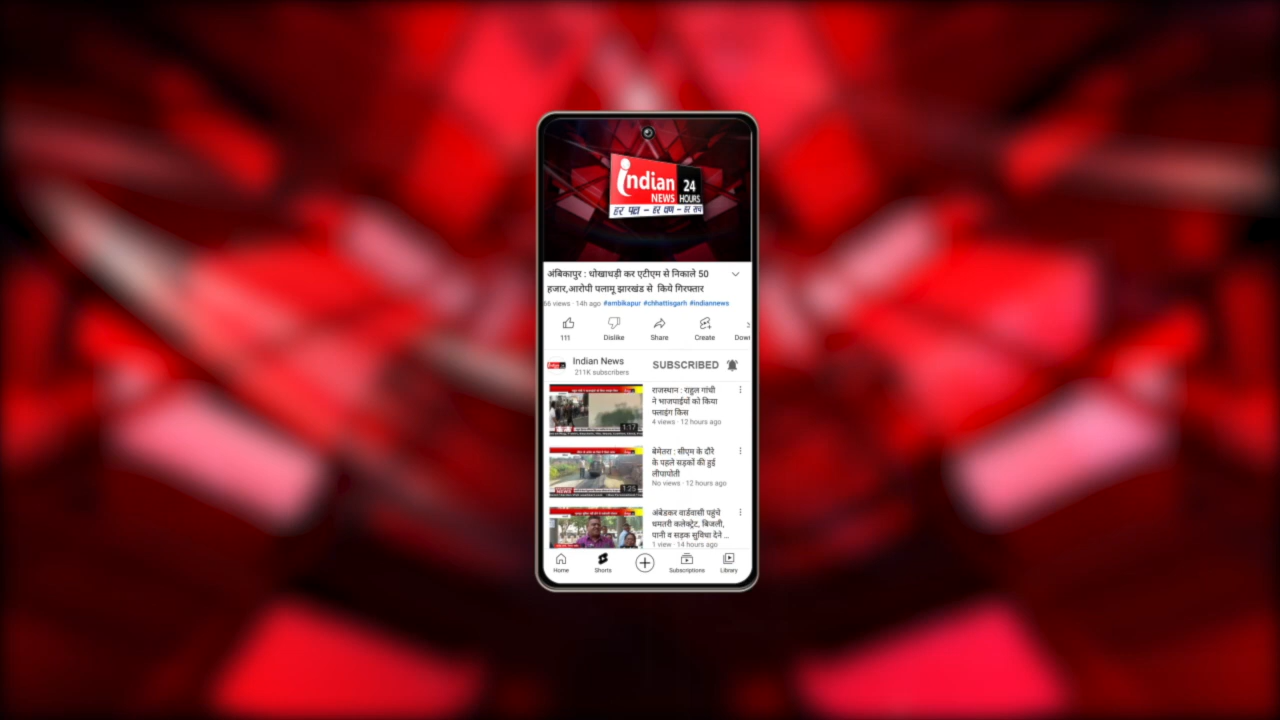 indian
NEWS
24
HOURS
हर पल - हर क्षण - हर सच
अंबिकापुर : धोखाधड़ी कर एटीएम से निकाले 50
हजार,आरोपी पलामू झारखंड से किये गिरफ्तार
66 views · 14h ago #ambikapur #chhattisgarh #indiannews
111
Dislike
Share
Create
Indian News
211K subscribers
SUBSCRIBED
राजस्थान : राहुल गांधी
ने भाजपाईयों को किया
फ्लाइंग किस
4 views · 12 hours ago
1:17
बेमेतरा : सीएम के दौरे
के पहले सड़कों की हुई
लीपापोती
No views · 12 hours ago
1:25
अंबेडकर वार्डवासी पहुंचे
धमतरी कलेक्ट्रेट, बिजली,
पानी व सड़क सुविधा देने ...
1 view · 14 hours ago
Home
Shorts
Subscriptions
Library